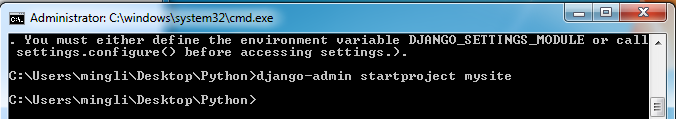 Administrator: C:\windows\system32\cmd.exe
. You must either define the environment variable DJANGO_SETTINGS_MODULE or call
settings.configure() before accessing settings.).
C:\Users\mingli\Desktop\Python>django-admin startproject mysite
C:\Users\mingli\Desktop\Python>